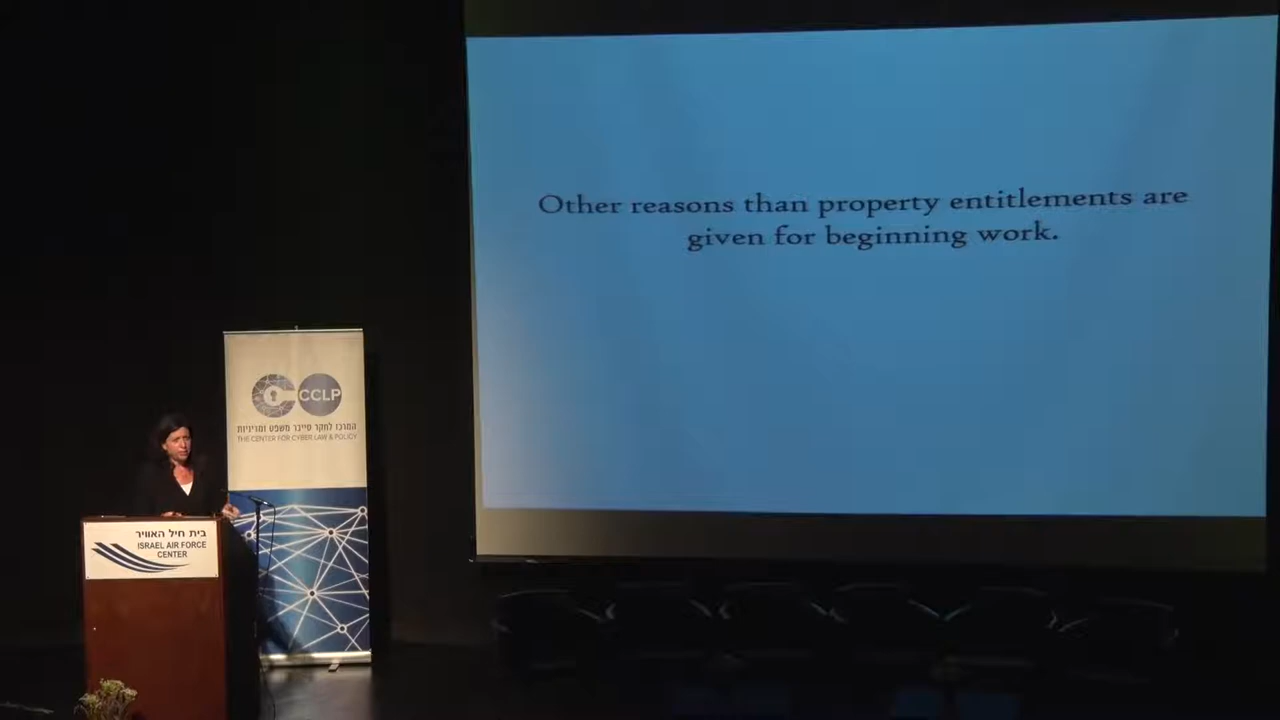 Other reasons than property entitlements are
given for beginning work.
CCLP
המרכז לחקר סייבר משפט ומדיניות
THE CENTER FOR CYBER LAW & POLICY
בית חיל האוויר
ISRAEL AIR FORCE
CENTER